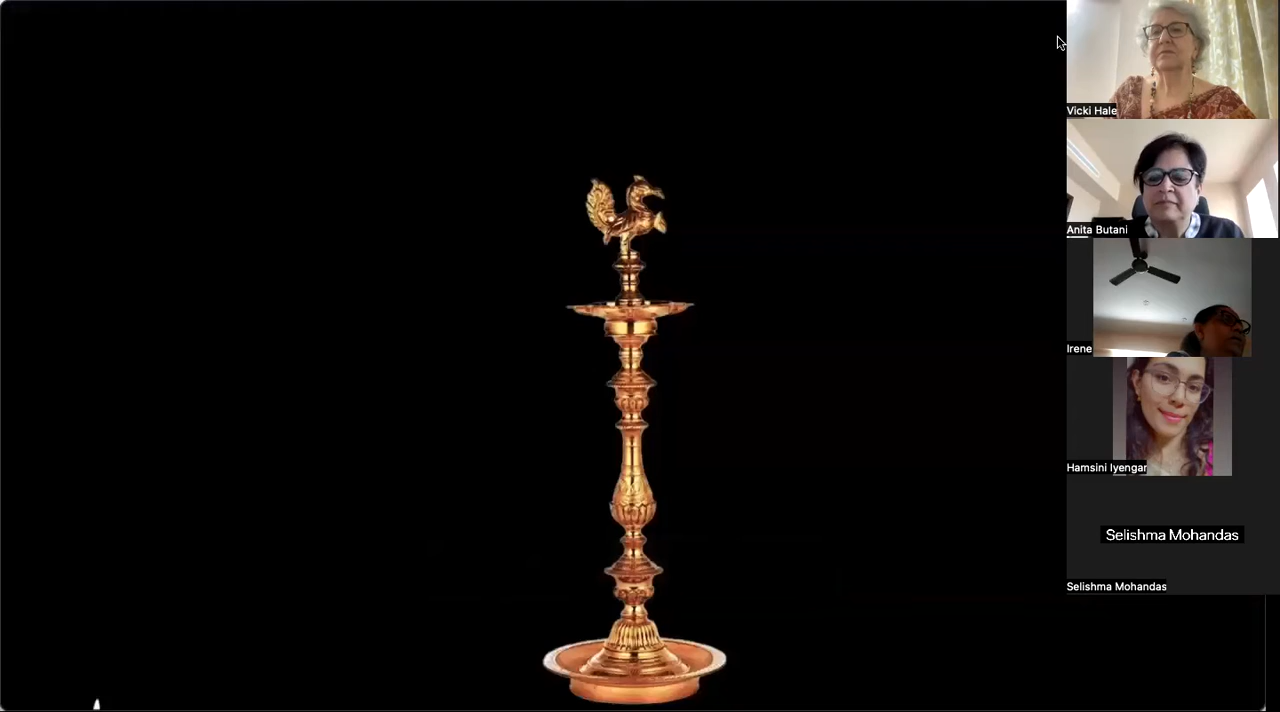 Vicki Hale
Anita Butani
Irene
Hamsini Iyengar
Selishma Mohandas
Selishma Mohandas